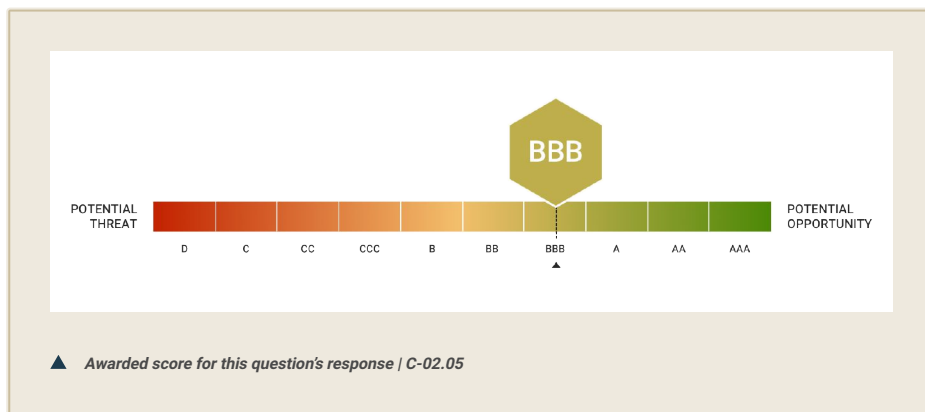 BBB
POTENTIAL
THREAT
POTENTIAL
OPPORTUNITY
D C CC CCC B BB BBB A AA AAA
Awarded score for this question's response | C-02.05